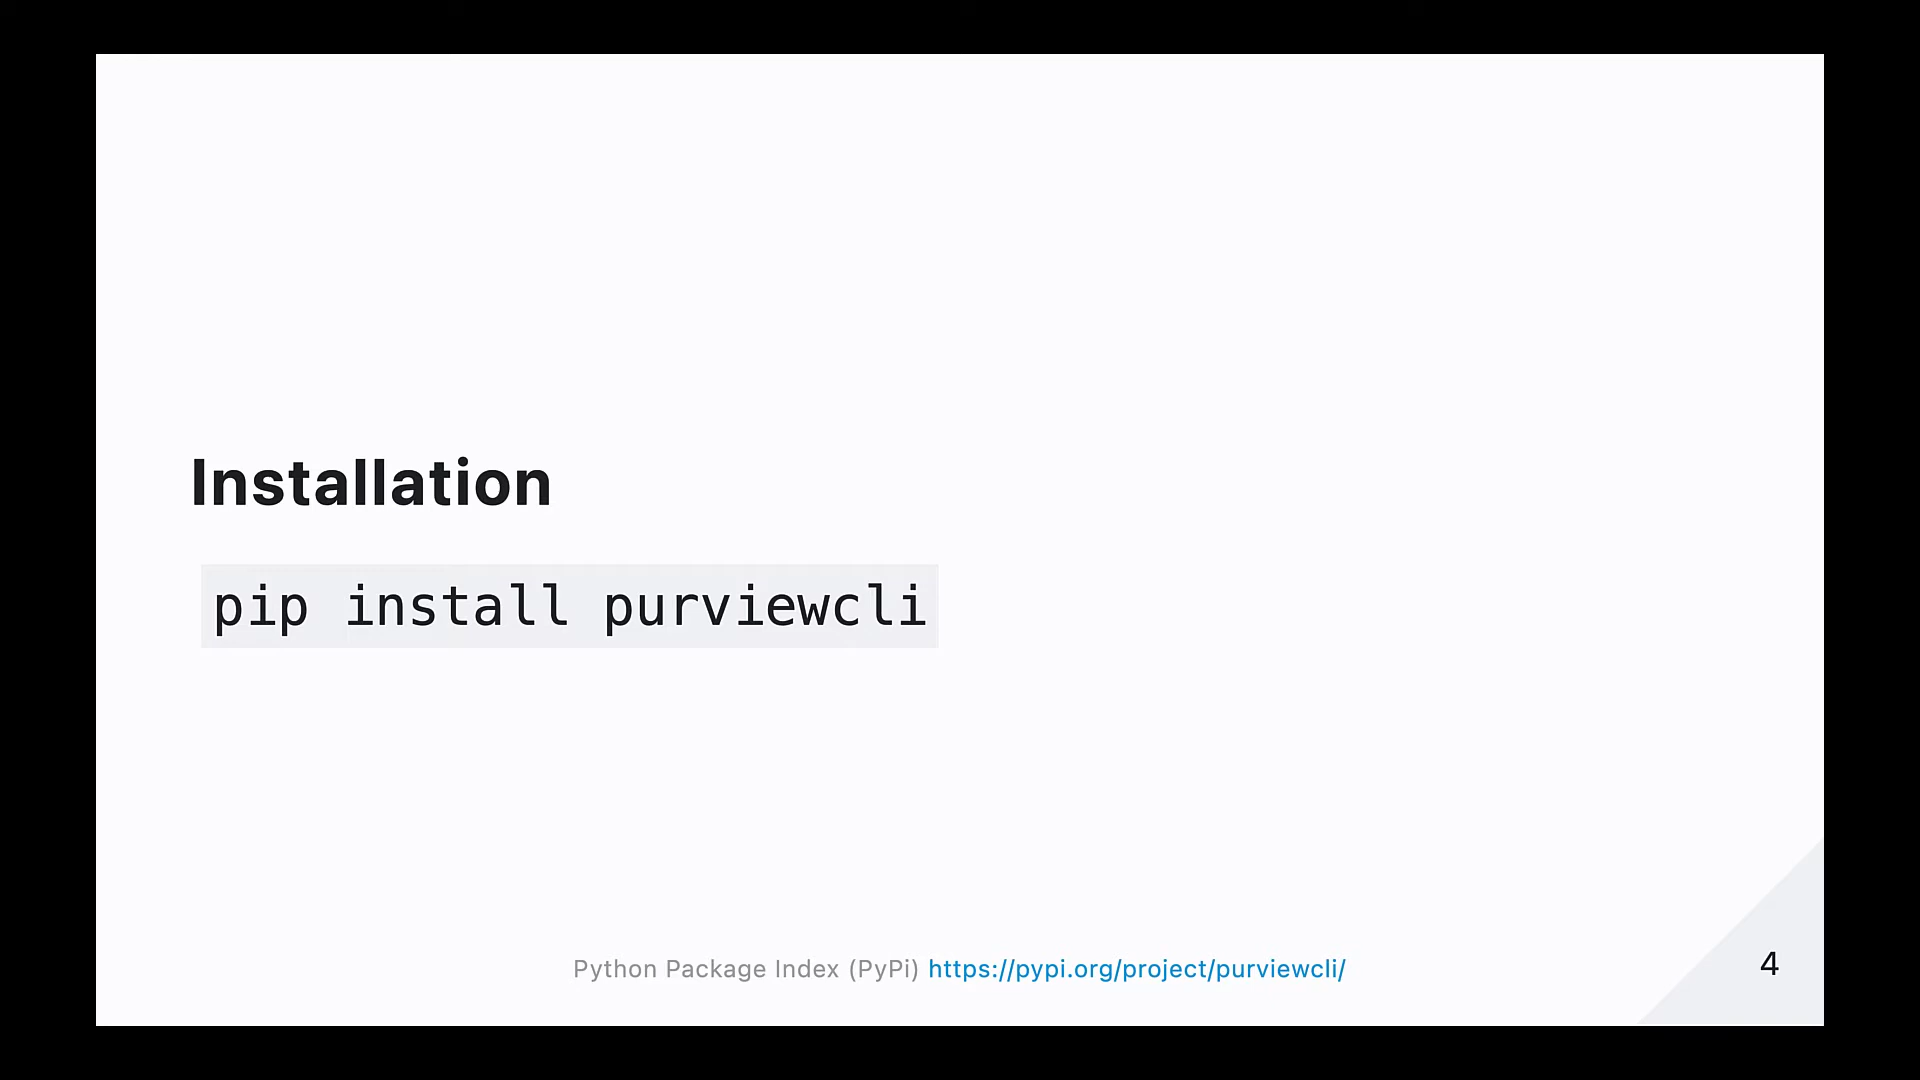 Installation
pip install purviewcli
Python Package Index (PyPi) https://pypi.org/project/purviewcli/
4